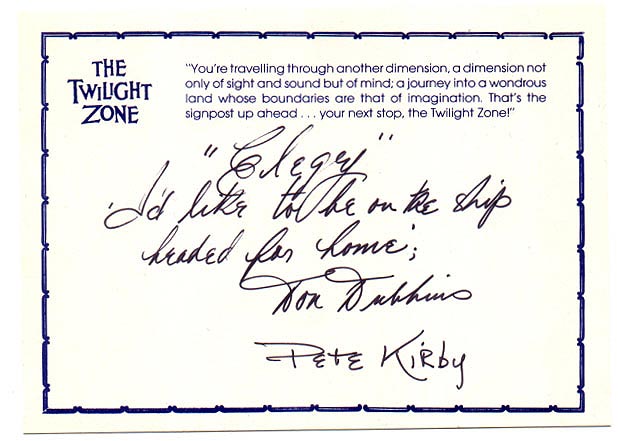 THE
TWILIGHT
ZONE
"You're travelling through another dimension, a dimension not
only of sight and sound but of mind; a journey into a wondrous
land whose boundaries are that of imagination. That's the
signpost up ahead . . . your next stop, the Twilight Zone!"
"Elegy"
"I'd like to be on the ship
headed for home";
Don Dubbins
Pete Kirby